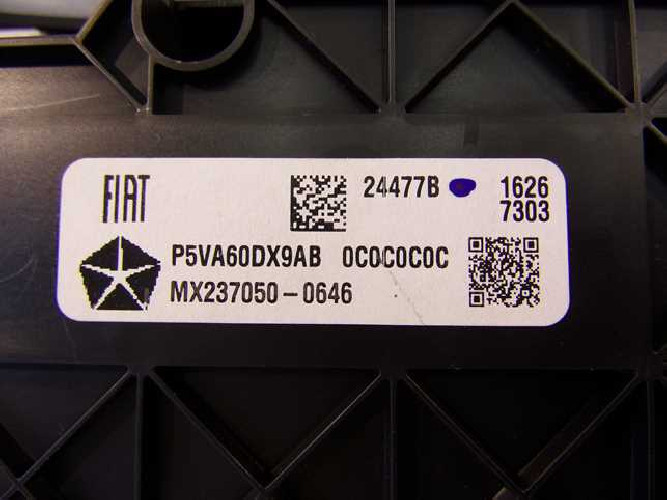 FIAT 24477B 1626
7303
P5VA60DX9AB 0C0C0C0C
MX237050-0646